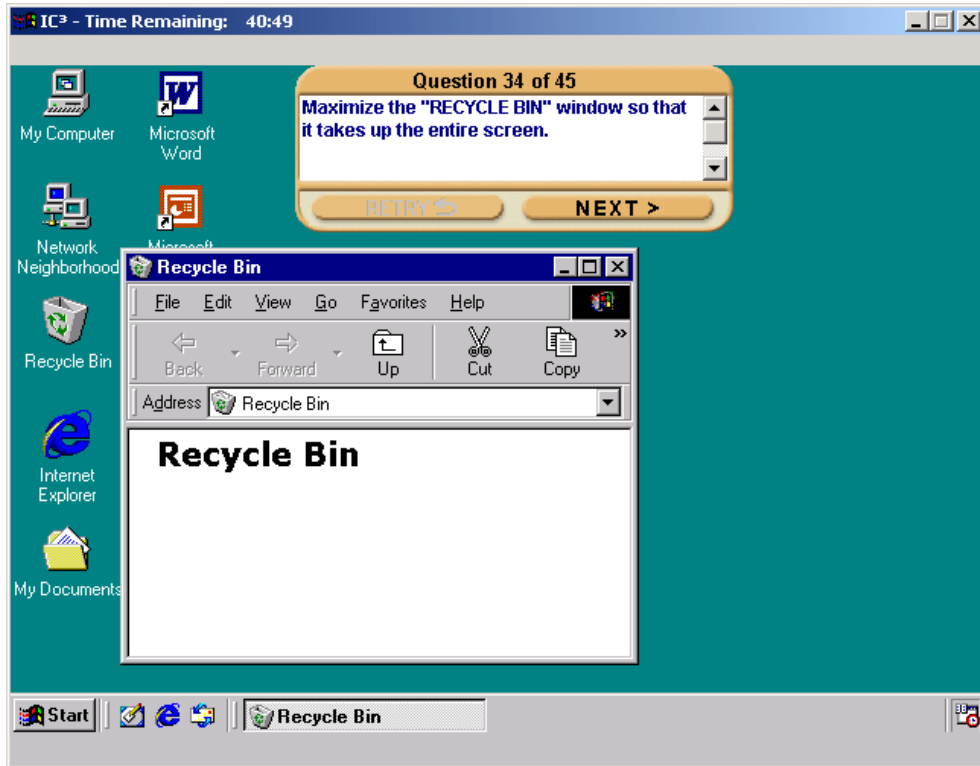 IC³ - Time Remaining: 40:49
Question 34 of 45
Maximize the "RECYCLE BIN" window so that
it takes up the entire screen.
RETRY
NEXT >
My Computer
Microsoft
Word
Network
Neighborhood
Microsoft
Recycle Bin
Internet
Explorer
My Documents
Recycle Bin
File Edit View Go Favorites Help
Back Forward Up Cut Copy »
Address Recycle Bin
Recycle Bin
Start Recycle Bin